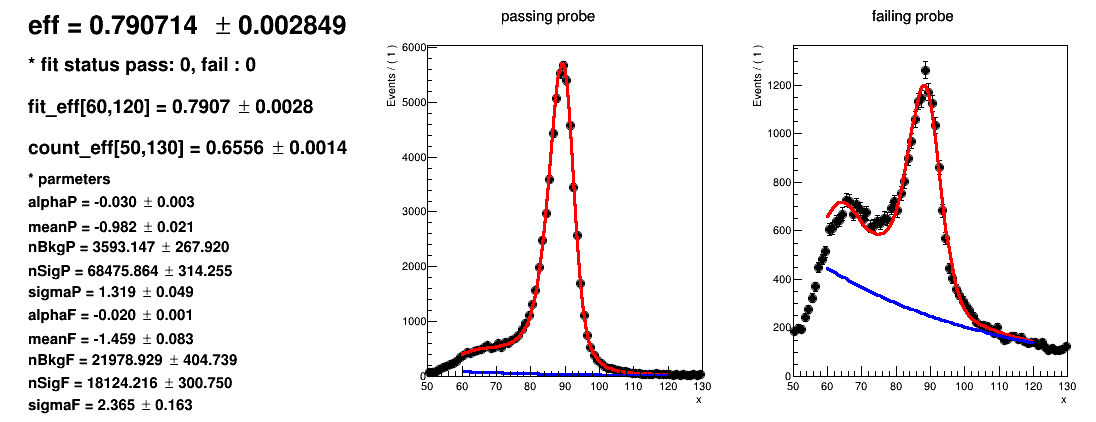 eff = 0.790714 ± 0.002849
* fit status pass: 0, fail : 0
fit_eff[60,120] = 0.7907 ± 0.0028
count_eff[50,130] = 0.6556 ± 0.0014
* parmeters
alphaP = -0.030 ± 0.003
meanP = -0.982 ± 0.021
nBkgP = 3593.147 ± 267.920
nSigP = 68475.864 ± 314.255
sigmaP = 1.319 ± 0.049
alphaF = -0.020 ± 0.001
meanF = -1.459 ± 0.083
nBkgF = 21978.929 ± 404.739
nSigF = 18124.216 ± 300.750
sigmaF = 2.365 ± 0.163
passing probe
Events / ( 1 )
6000
5000
4000
3000
2000
1000
0
50 60 70 80 90 100 110 120 130
x
failing probe
Events / ( 1 )
1200
1000
800
600
400
200
0
50 60 70 80 90 100 110 120 130
x